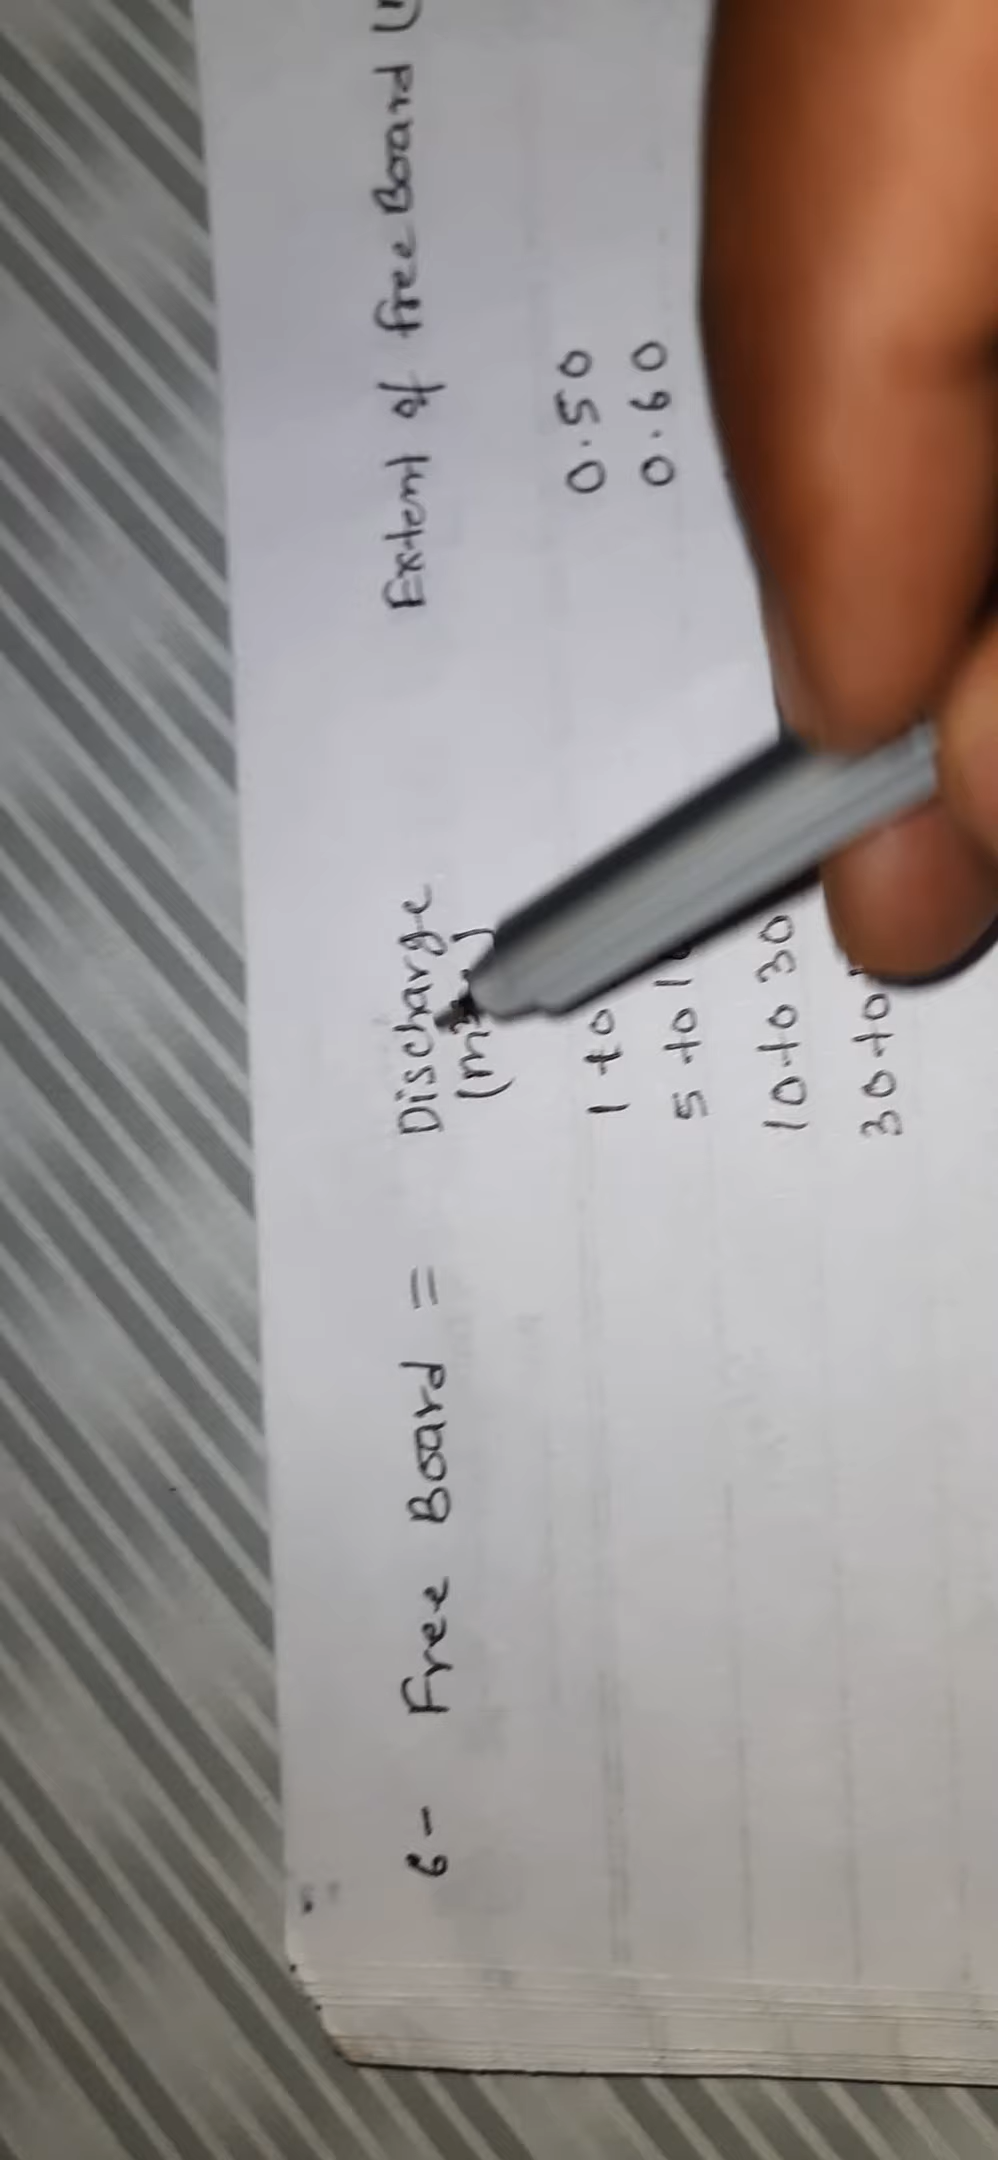 6- Free Board = Discharge Extent of free Board (
(m3 )
1 to 0.50
5 to 0.60
10 to 30
30 to